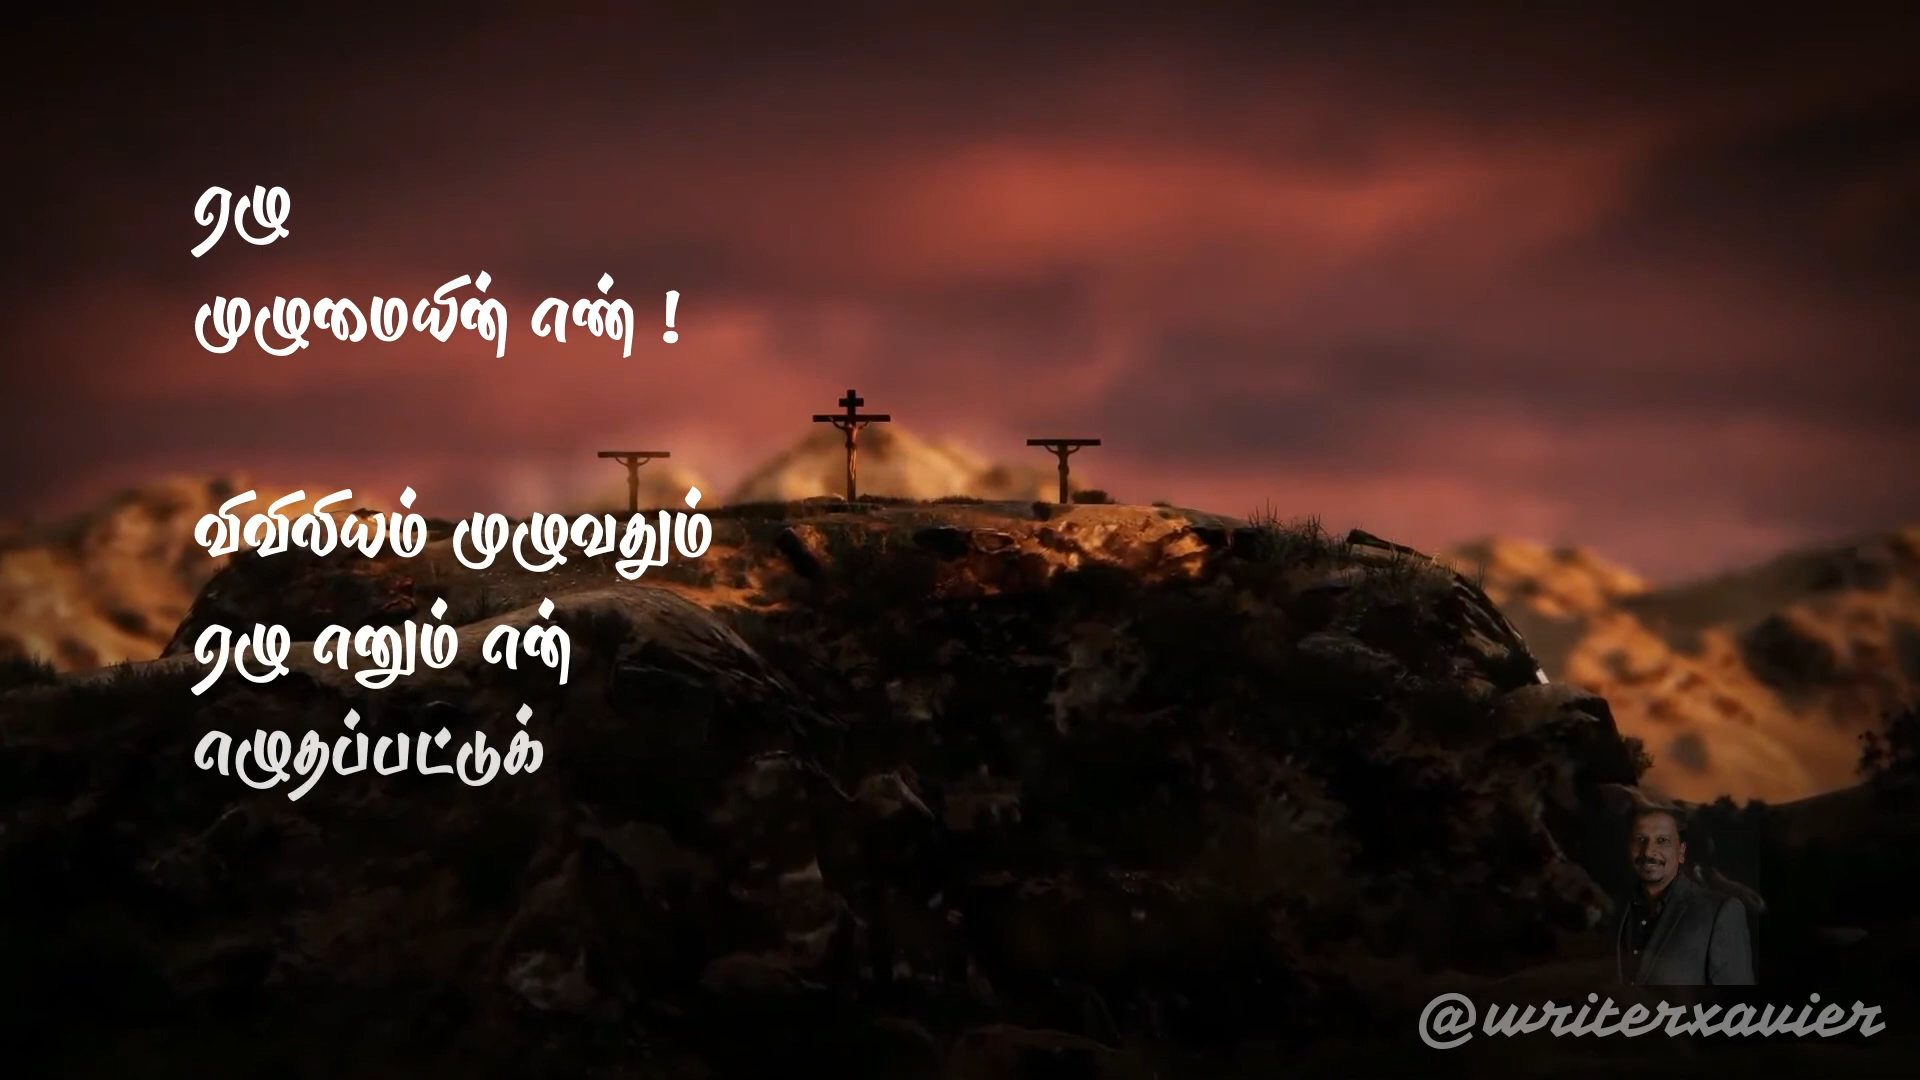 ஏழு
முழுமையின் எண் !
விவிலியம் முழுவதும்
ஏழு எனும் என்
எழுதப்பட்டுக்
@writerxavier